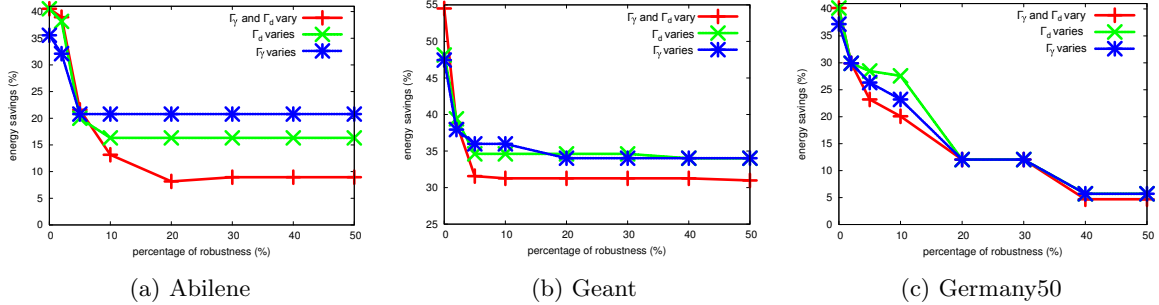 Γγ and Γd vary
Γd varies
Γγ varies
energy savings (%)
40
35
30
25
20
15
10
5
0
0 10 20 30 40 50
percentage of robustness (%)
(a) Abilene
Γγ and Γd vary
Γd varies
Γγ varies
energy savings (%)
55
50
45
40
35
30
25
0 10 20 30 40 50
percentage of robustness (%)
(b) Geant
Γγ and Γd vary
Γd varies
Γγ varies
energy savings (%)
40
35
30
25
20
15
10
5
0
0 10 20 30 40 50
percentage of robustness (%)
(c) Germany50